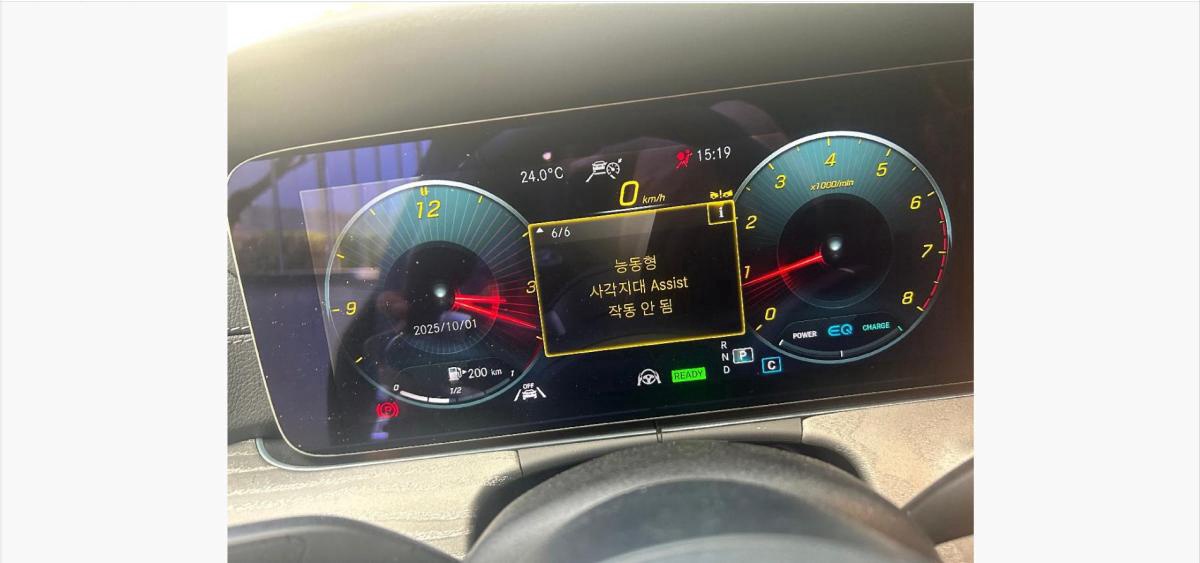 24.0°C
15:19
0 km/h
6/6
능동형
사각지대 Assist
작동 안 됨
12
3
9
2025/10/01
200 km
0
1/2
1
OFF
READY
R
N
P
D
C
0
1
2
3
4
5
6
7
8
x1000/min
POWER
EQ
CHARGE
P
i